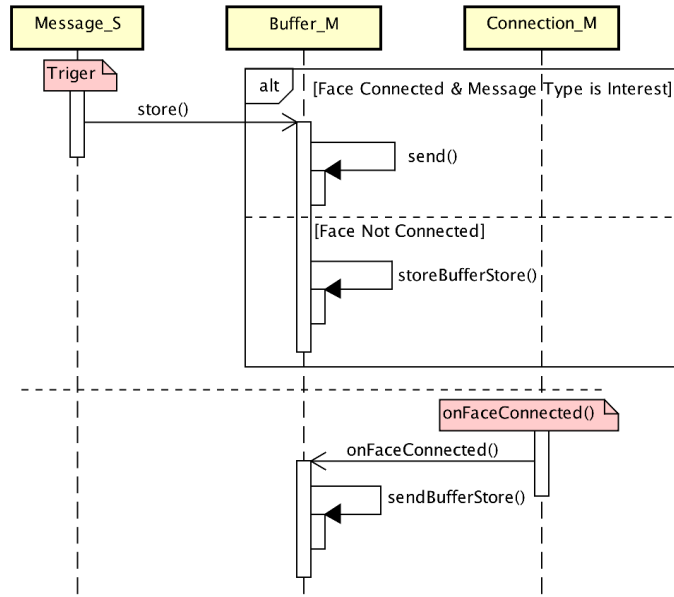 Message_S
Buffer_M
Connection_M
Triger
alt
[Face Connected & Message Type is Interest]
store()
send()
[Face Not Connected]
storeBufferStore()
onFaceConnected()
onFaceConnected()
sendBufferStore()